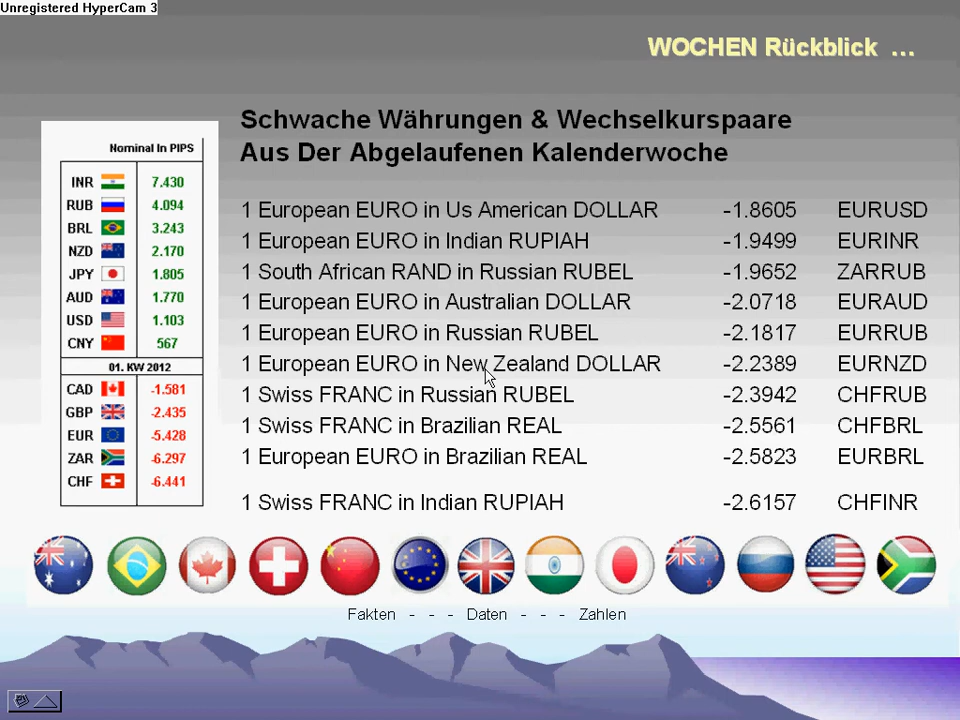 Unregistered HyperCam 3
WOCHEN Rückblick ...
Schwache Währungen & Wechselkurspaare
Aus Der Abgelaufenen Kalenderwoche
Nominal In PIPS
INR 7.430
RUB 4.094
BRL 3.243
NZD 2.170
JPY 1.805
AUD 1.770
USD 1.103
CNY 567
01. KW 2012
CAD -1.581
GBP -2.435
EUR -5.428
ZAR -6.297
CHF -6.441
1 European EURO in Us American DOLLAR -1.8605 EURUSD
1 European EURO in Indian RUPIAH -1.9499 EURINR
1 South African RAND in Russian RUBEL -1.9652 ZARRUB
1 European EURO in Australian DOLLAR -2.0718 EURAUD
1 European EURO in Russian RUBEL -2.1817 EURRUB
1 European EURO in New Zealand DOLLAR -2.2389 EURNZD
1 Swiss FRANC in Russian RUBEL -2.3942 CHFRUB
1 Swiss FRANC in Brazilian REAL -2.5561 CHFBRL
1 European EURO in Brazilian REAL -2.5823 EURBRL
1 Swiss FRANC in Indian RUPIAH -2.6157 CHFINR
Fakten - - - Daten - - - Zahlen